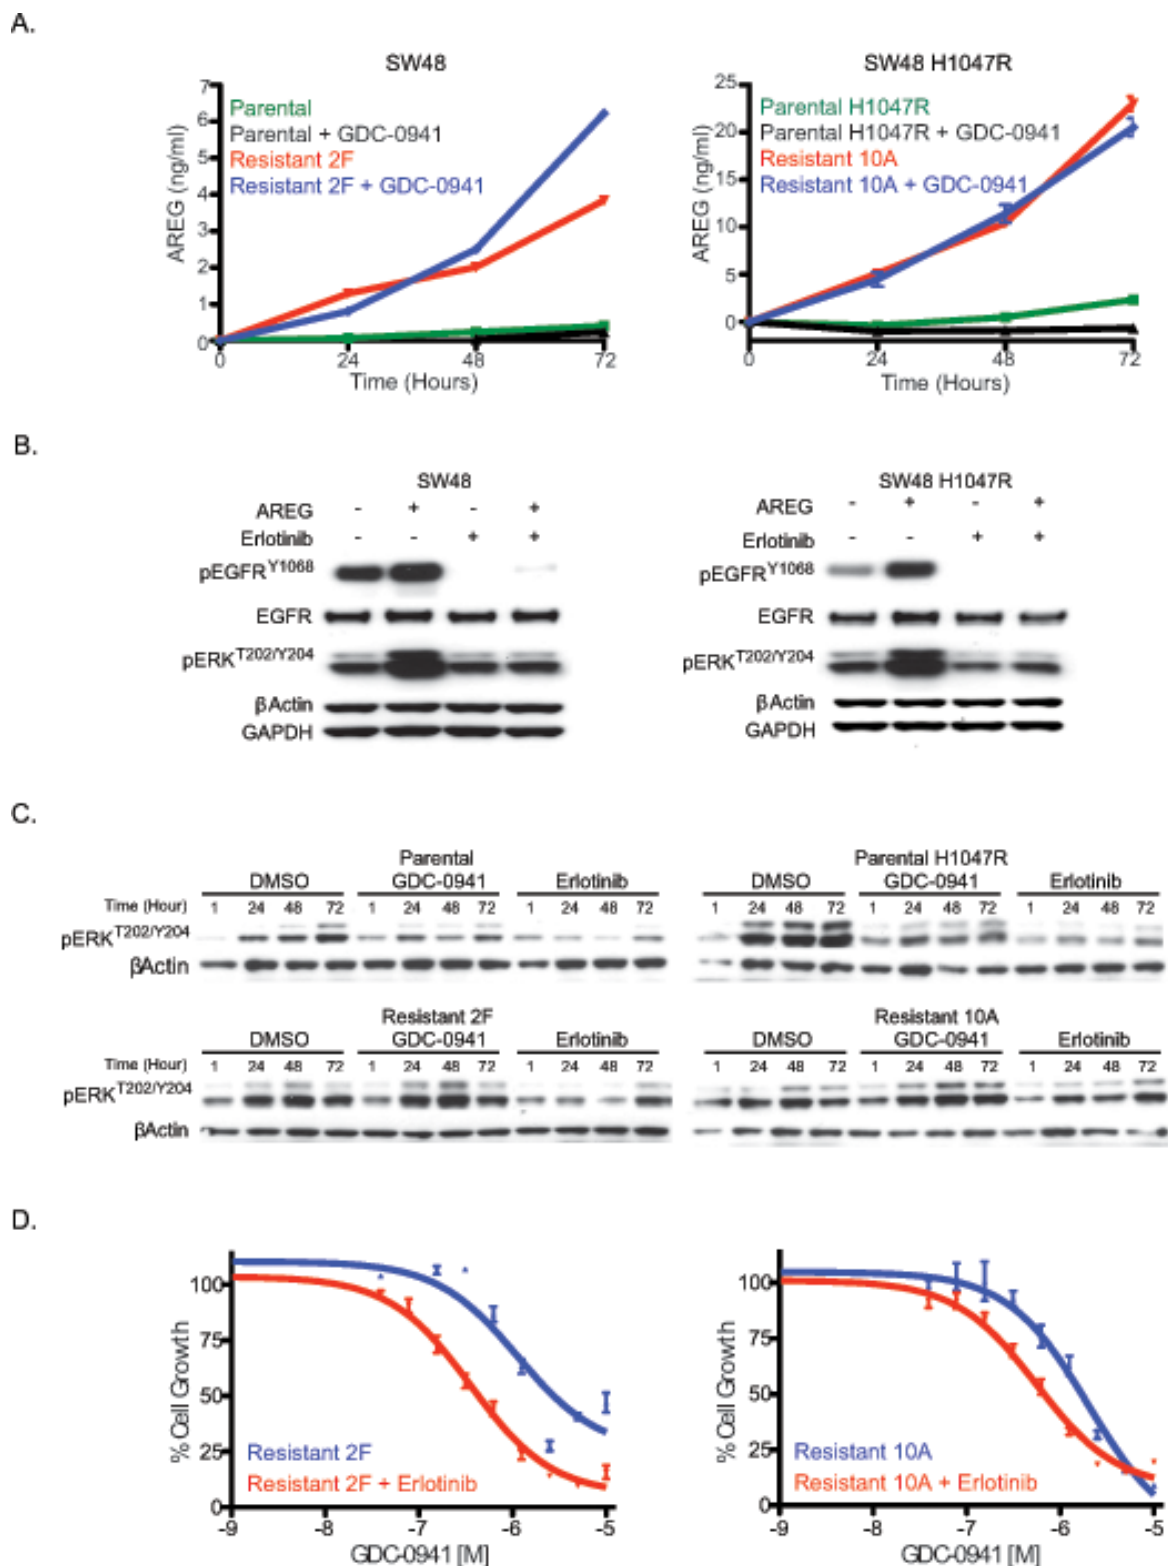 A.
SW48
7
6
5
4
3
2
1
0
AREG (ng/ml)
Parental
Parental + GDC-0941
Resistant 2F
Resistant 2F + GDC-0941
0 24 48 72
Time (Hours)
SW48 H1047R
25
20
15
10
5
0
AREG (ng/ml)
Parental H1047R
Parental H1047R + GDC-0941
Resistant 10A
Resistant 10A + GDC-0941
0 24 48 72
Time (Hours)
B.
SW48
AREG - + - +
Erlotinib - - + +
pEGFR Y1068
EGFR
pERK T202/Y204
βActin
GAPDH
SW48 H1047R
AREG - + - +
Erlotinib - - + +
pEGFR Y1068
EGFR
pERK T202/Y204
βActin
GAPDH
C.
Parental
DMSO GDC-0941 Erlotinib
Time (Hour) 1 24 48 72 1 24 48 72 1 24 48 72
pERK T202/Y204
βActin
Parental H1047R
DMSO GDC-0941 Erlotinib
1 24 48 72 1 24 48 72 1 24 48 72
Resistant 2F
DMSO GDC-0941 Erlotinib
Time (Hour) 1 24 48 72 1 24 48 72 1 24 48 72
pERK T202/Y204
βActin
Resistant 10A
DMSO GDC-0941 Erlotinib
1 24 48 72 1 24 48 72 1 24 48 72
D.
100
75
50
25
0
% Cell Growth
Resistant 2F
Resistant 2F + Erlotinib
-9 -8 -7 -6 -5
GDC-0941 [M]
100
75
50
25
0
% Cell Growth
Resistant 10A
Resistant 10A + Erlotinib
-9 -8 -7 -6 -5
GDC-0941 [M]